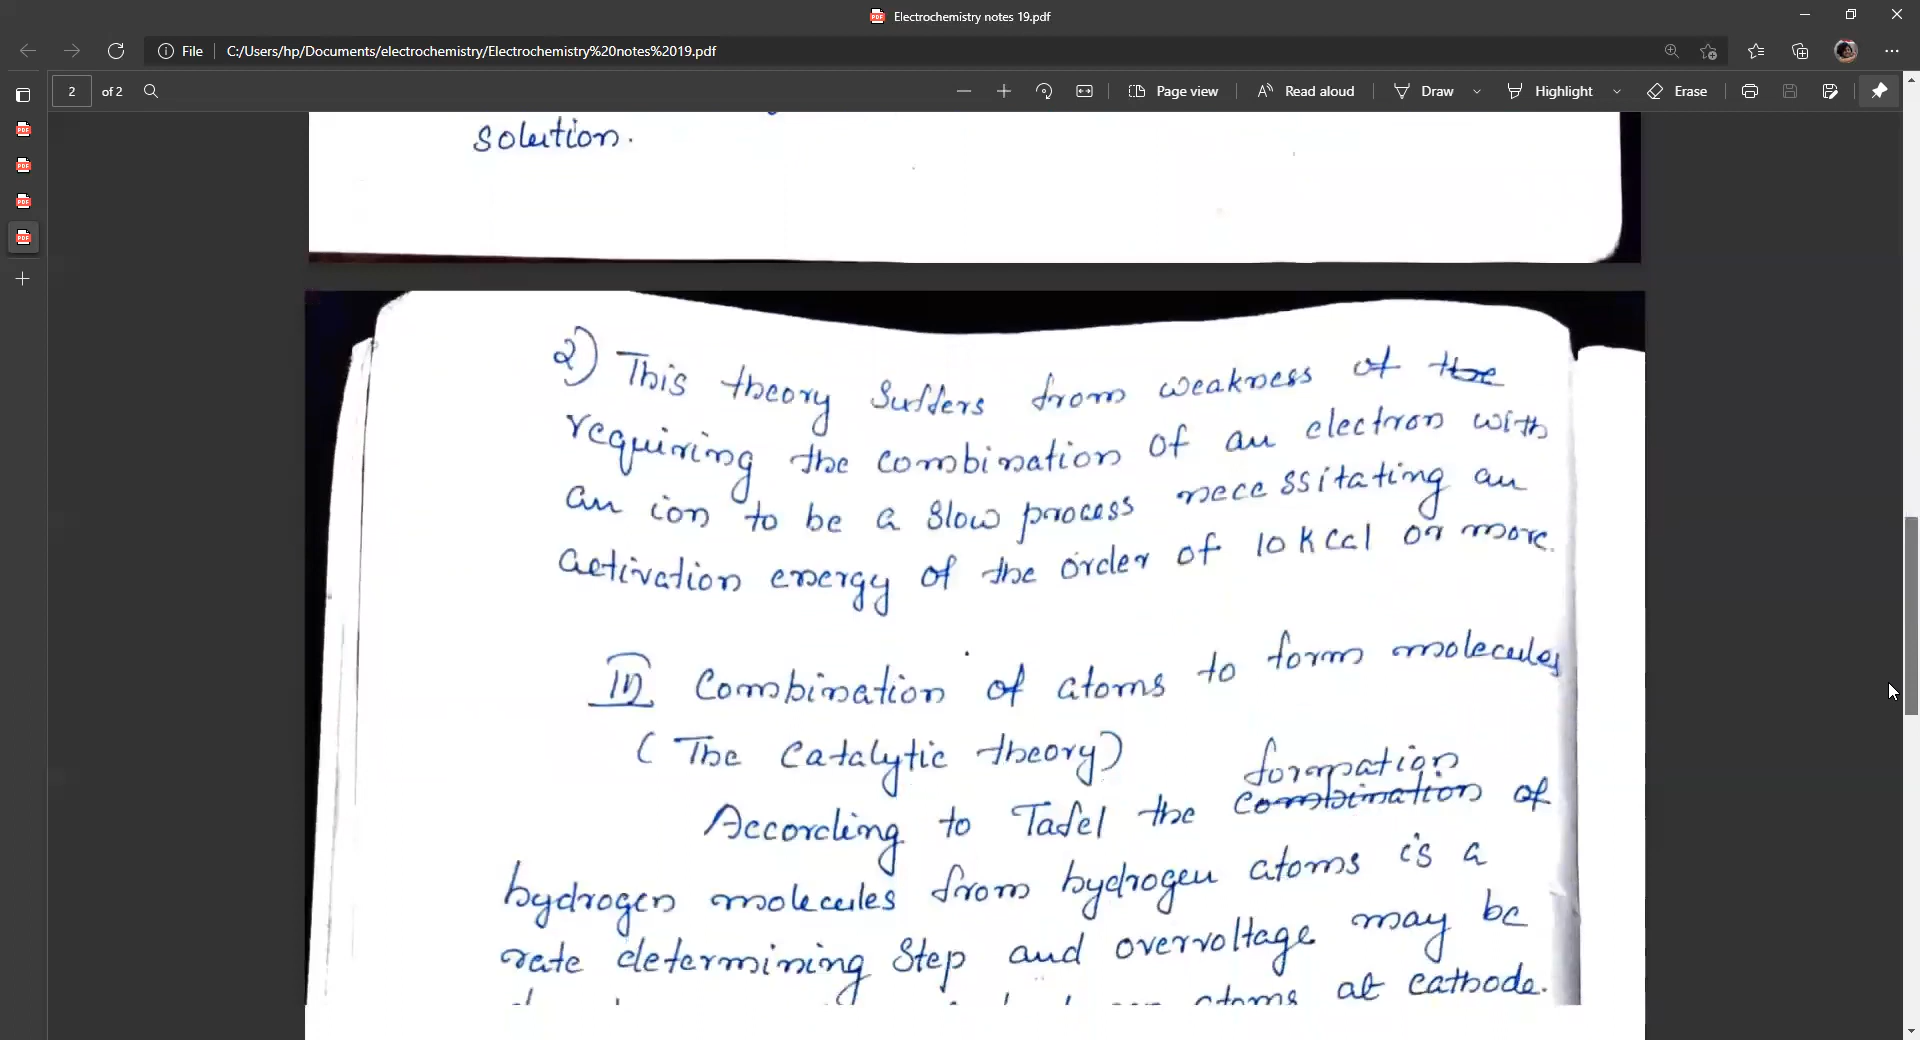 Electrochemistry notes 19.pdf
File
C:/Users/hp/Documents/electrochemistry/Electrochemistry%20notes%2019.pdf
2 of 2
Page view
Read aloud
Draw
Highlight
Erase
solution.
2) This theory suffers from weakness of the
requiring the combination of an electron with
an ion to be a slow process necessitating an
activation energy of the order of 10 kCal or more.
III Combination of atoms to form molecules
(The Catalytic theory)
formation
According to Tafel the combination of
hydrogen molecules from hydrogen atoms is a
rate determining step and overvoltage may be
atoms at cathode.